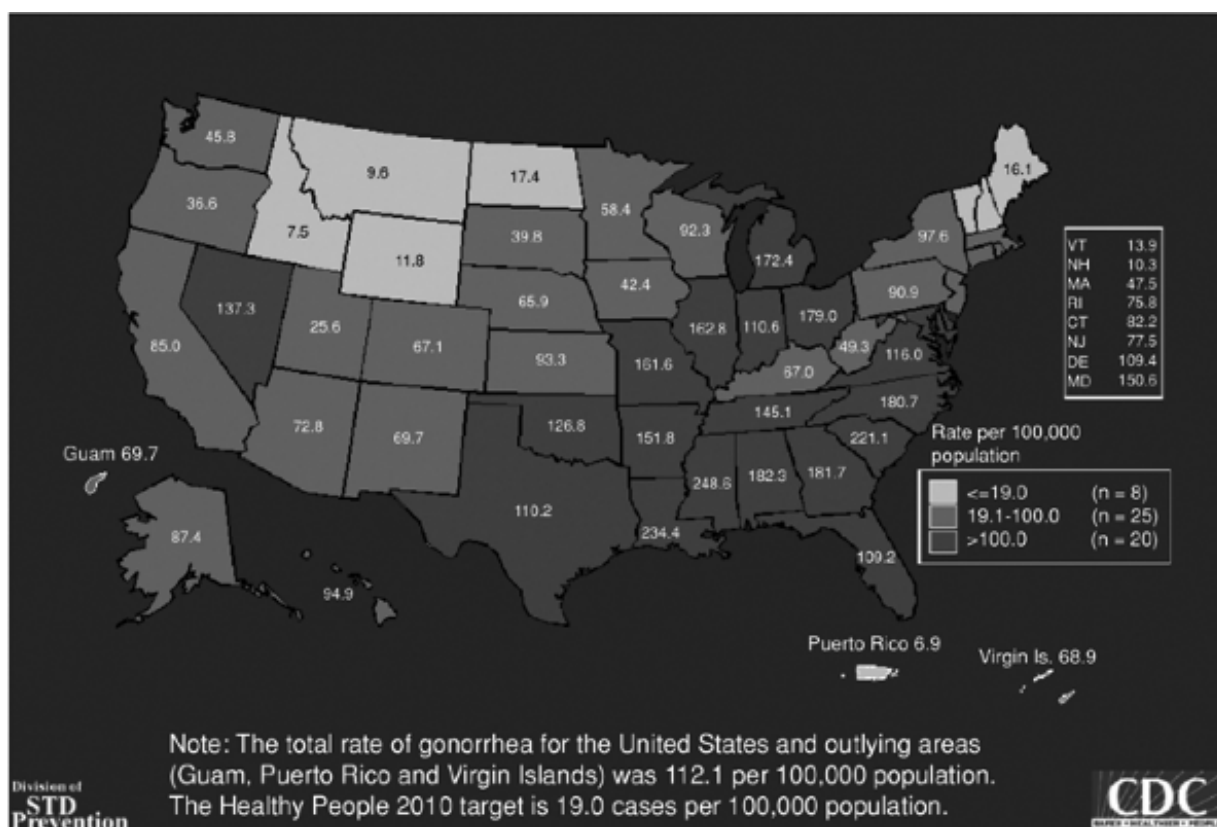 45.8
9.6
17.4
16.1
36.6
7.5
58.4
39.8
92.3
97.6
11.8
172.4
42.4
90.9
65.9
137.3
25.6
67.1
162.8
110.6
179.0
49.3
116.0
85.0
93.3
161.6
67.0
180.7
145.1
72.8
69.7
126.8
151.8
221.1
248.6
182.3
181.7
110.2
234.4
109.2
Guam 69.7
87.4
94.9
VT 13.9
NH 10.3
MA 47.5
RI 75.8
CT 82.2
NJ 77.5
DE 109.4
MD 150.6
Rate per 100,000
population
<=19.0 (n = 8)
19.1-100.0 (n = 25)
>100.0 (n = 20)
Puerto Rico 6.9
Virgin Is. 68.9
Note: The total rate of gonorrhea for the United States and outlying areas
(Guam, Puerto Rico and Virgin Islands) was 112.1 per 100,000 population.
The Healthy People 2010 target is 19.0 cases per 100,000 population.
Division of
STD
Prevention
CDC
SAFER • HEALTHIER • PEOPLE